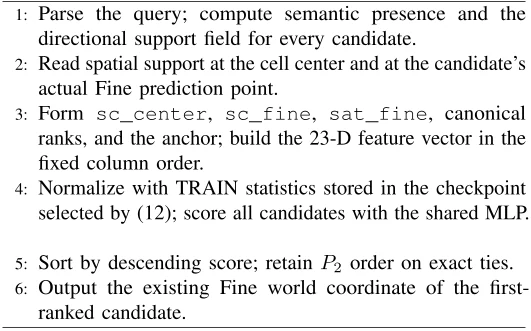 1: Parse the query; compute semantic presence and the
directional support field for every candidate.
2: Read spatial support at the cell center and at the candidate's
actual Fine prediction point.
3: Form sc_center, sc_fine, sat_fine, canonical
ranks, and the anchor; build the 23-D feature vector in the
fixed column order.
4: Normalize with TRAIN statistics stored in the checkpoint
selected by (12); score all candidates with the shared MLP.
5: Sort by descending score; retain P₂ order on exact ties.
6: Output the existing Fine world coordinate of the first-
ranked candidate.